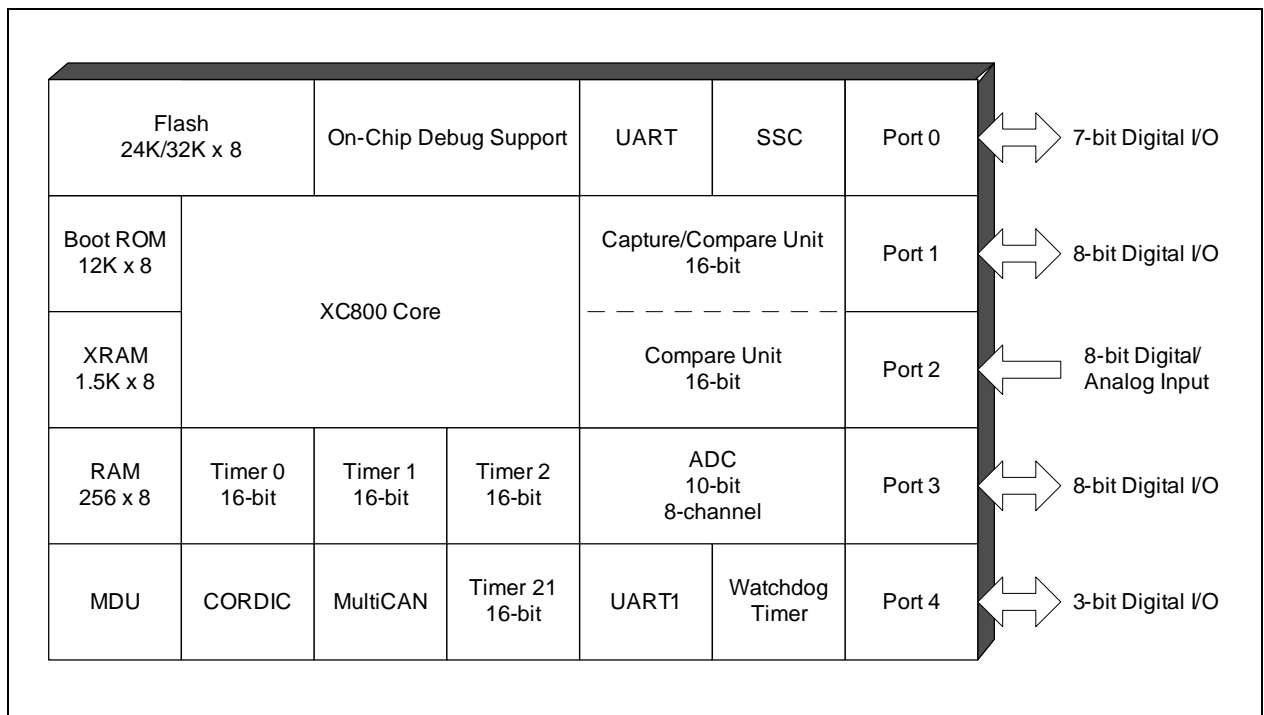 Flash
24K/32K x 8
On-Chip Debug Support
UART
SSC
Port 0
7-bit Digital I/O
Boot ROM
12K x 8
Capture/Compare Unit
16-bit
Port 1
8-bit Digital I/O
XC800 Core
XRAM
1.5K x 8
Compare Unit
16-bit
Port 2
8-bit Digital/
Analog Input
RAM
256 x 8
Timer 0
16-bit
Timer 1
16-bit
Timer 2
16-bit
ADC
10-bit
8-channel
Port 3
8-bit Digital I/O
MDU
CORDIC
MultiCAN
Timer 21
16-bit
UART1
Watchdog
Timer
Port 4
3-bit Digital I/O